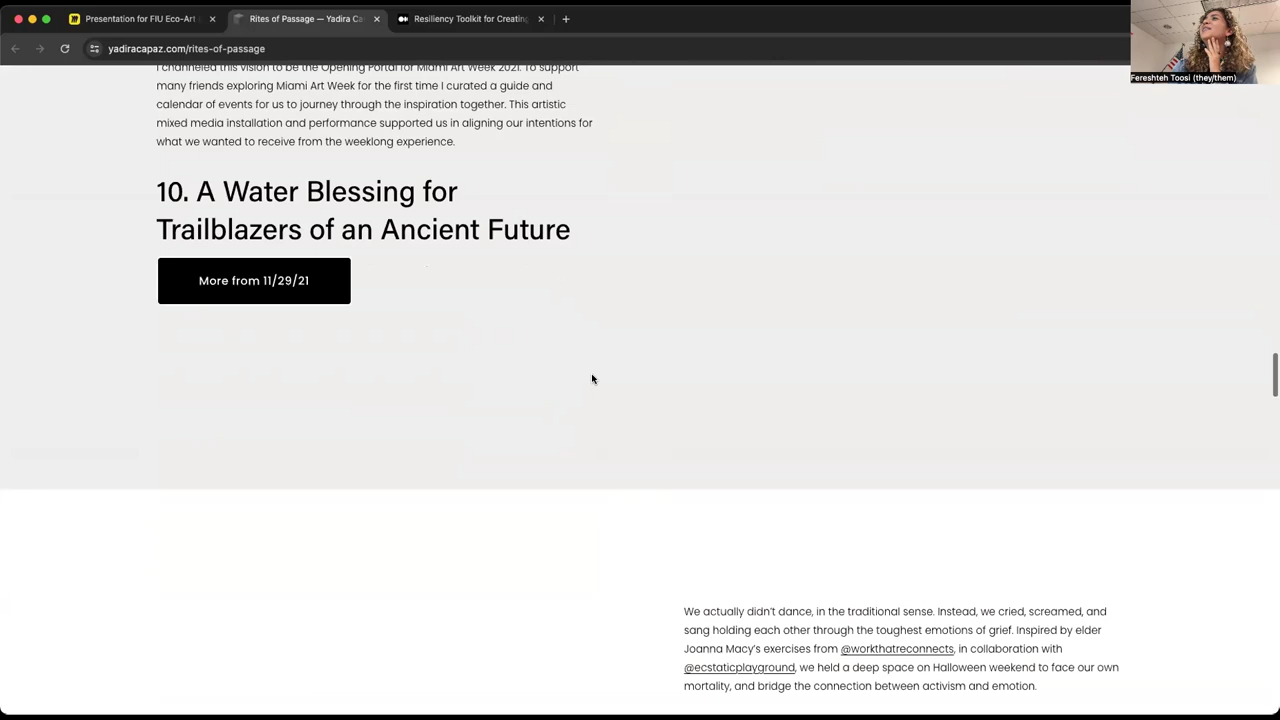 Presentation for FIU Eco-Art
Rites of Passage — Yadira Ca
Resiliency Toolkit for Creating
yadiracapaz.com/rites-of-passage
Fereshteh Toosi (they/them)
I channeled this vision to be the Opening Portal for Miami Art Week 2021. To support
many friends exploring Miami Art Week for the first time I curated a guide and
calendar of events for us to journey through the inspiration together. This artistic
mixed media installation and performance supported us in aligning our intentions for
what we wanted to receive from the weeklong experience.
10. A Water Blessing for
Trailblazers of an Ancient Future
More from 11/29/21
We actually didn't dance, in the traditional sense. Instead, we cried, screamed, and
sang holding each other through the toughest emotions of grief. Inspired by elder
Joanna Macy's exercises from @workthatreconnects, in collaboration with
@ecstaticplayground, we held a deep space on Halloween weekend to face our own
mortality, and bridge the connection between activism and emotion.